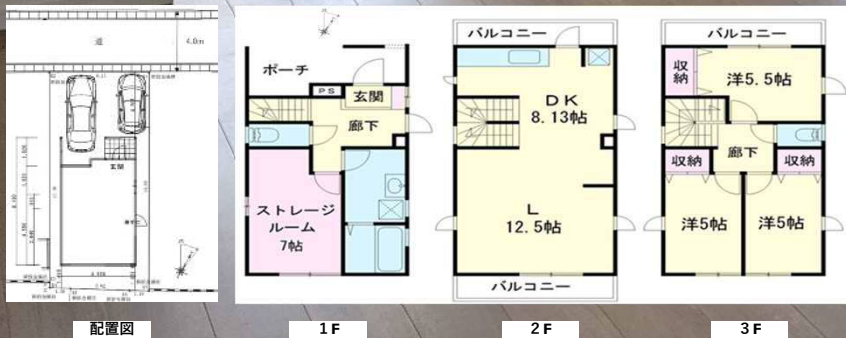 道
4.0m
玄関
配置図
ポーチ
PS
玄関
廊下
ストレージ
ルーム
7帖
1F
バルコニー
DK
8.13帖
L
12.5帖
バルコニー
2F
バルコニー
収納
洋5.5帖
廊下
収納
収納
洋5帖
洋5帖
3F